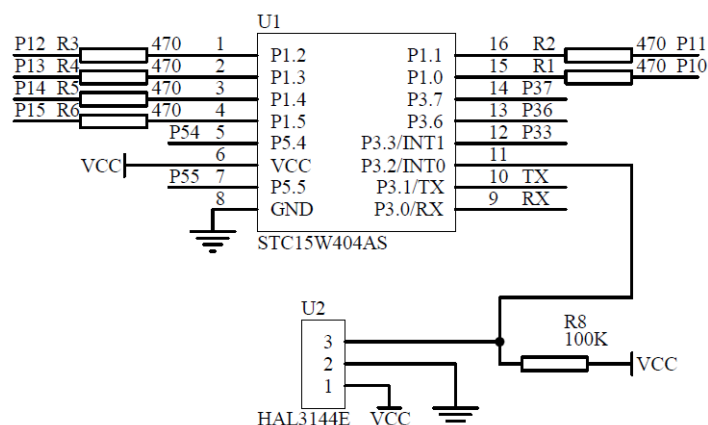 U1
P12 R3 470 1 P1.2 P1.1 16 R2 470 P11
P13 R4 470 2 P1.3 P1.0 15 R1 470 P10
P14 R5 470 3 P1.4 P3.7 14 P37
P15 R6 470 4 P1.5 P3.6 13 P36
P54 5 P5.4 P3.3/INT1 12 P33
VCC 6 VCC P3.2/INT0 11
P55 7 P5.5 P3.1/TX 10 TX
8 GND P3.0/RX 9 RX
STC15W404AS
U2
R8
3 100K
2 VCC
1
HAL3144E VCC